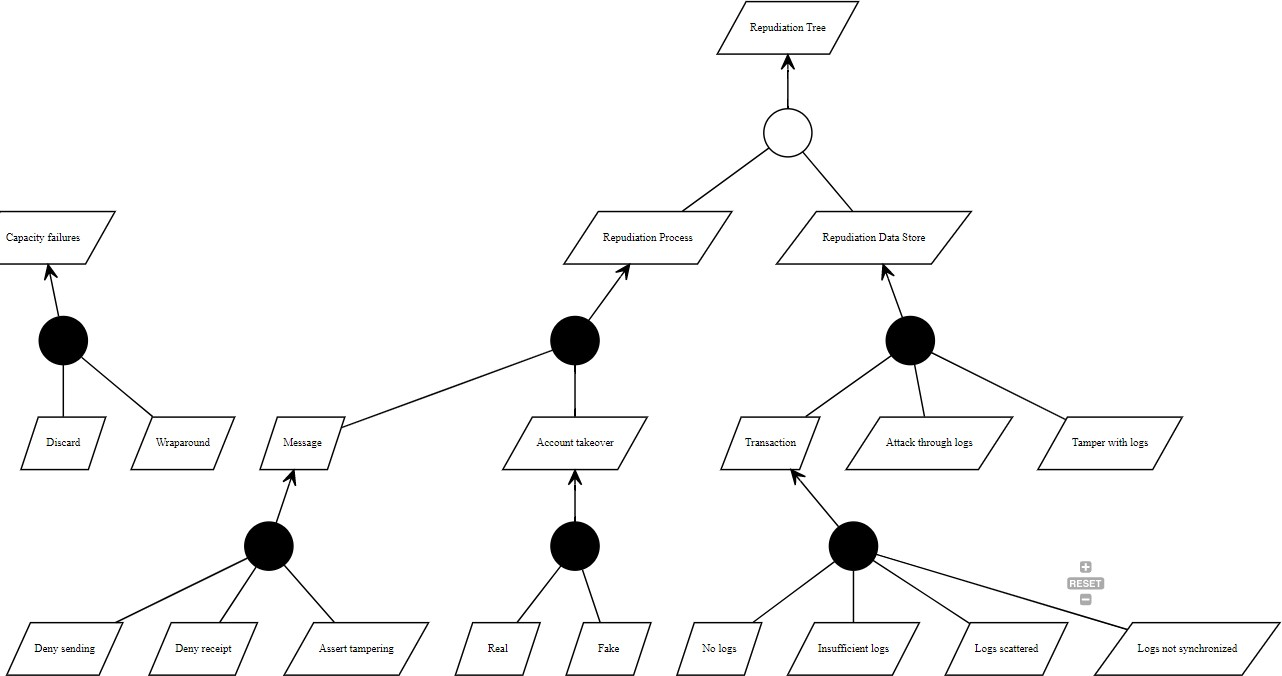 Repudiation Tree
Capacity failures
Repudiation Process
Repudiation Data Store
Discard
Wraparound
Message
Account takeover
Transaction
Attack through logs
Tamper with logs
+
RESET
−
Deny sending
Deny receipt
Assert tampering
Real
Fake
No logs
Insufficient logs
Logs scattered
Logs not synchronized